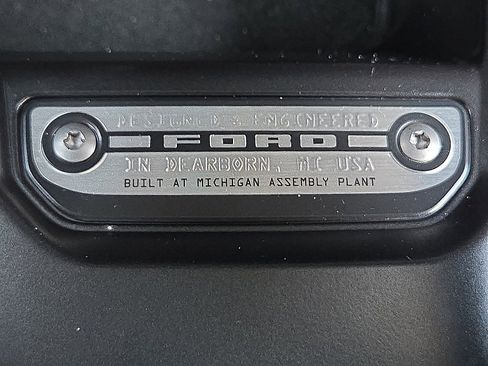 DESIGNED & ENGINEERED
FORD
IN DEARBORN, MI USA
BUILT AT MICHIGAN ASSEMBLY PLANT